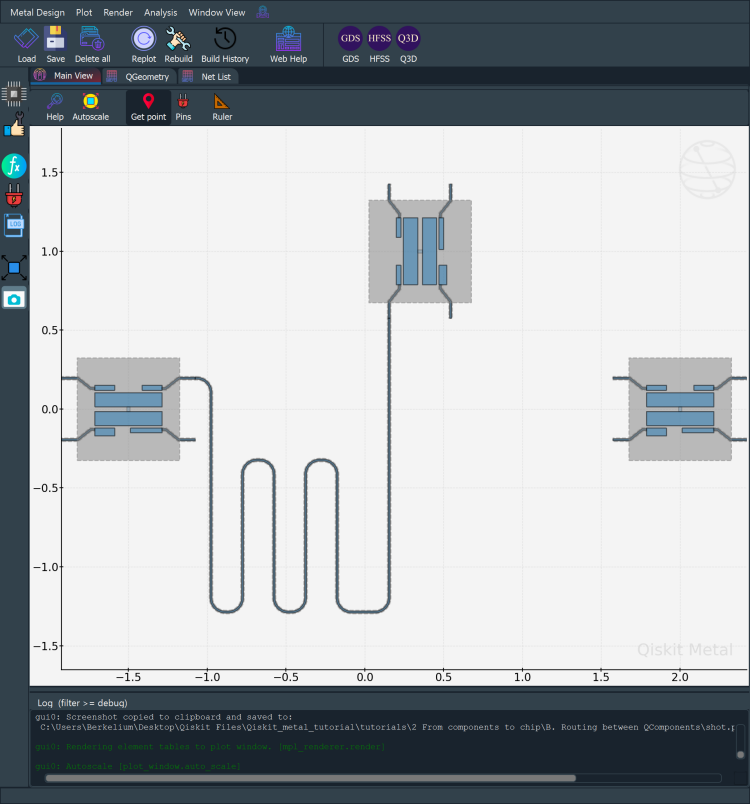 Metal Design Plot Render Analysis Window View
GDS HFSS Q3D
Load Save Delete all Replot Rebuild Build History Web Help GDS HFSS Q3D
Main View QGeometry Net List
Help Autoscale Get point Pins Ruler
fx
LOG
1.5
1.0
0.5
0.0
−0.5
−1.0
−1.5
Qiskit Metal
−1.5 −1.0 −0.5 0.0 0.5 1.0 1.5 2.0
Log (filter >= debug)
gui0: Screenshot copied to clipboard and saved to:
C:\Users\Berkelium\Desktop\Qiskit Files\Qiskit_metal_tutorial\tutorials\2 From components to chip\B. Routing between QComponents\shot.p
gui0: Rendering element tables to plot window. [mpl_renderer.render]
gui0: Autoscale [plot_window.auto_scale]